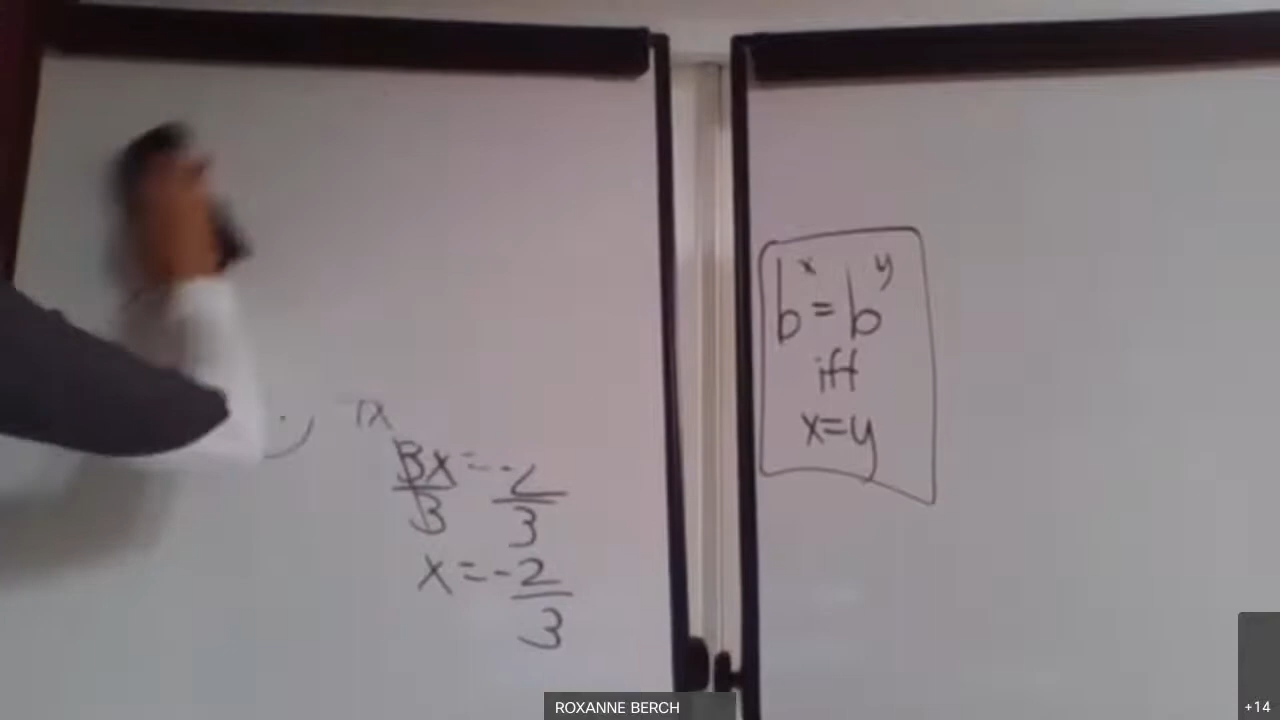 3x = -2
3 3
x = -2
3
b^x = b^y
iff
x=y
ROXANNE BERCH
+14